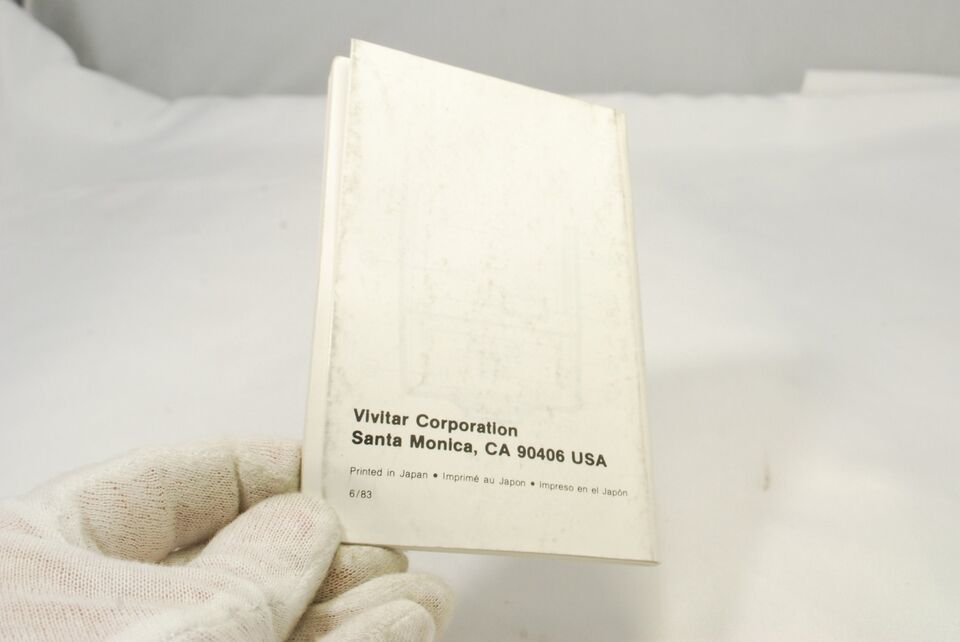 Vivitar Corporation
Santa Monica, CA 90406 USA
Printed in Japan • Imprimé au Japon • Impreso en el Japón
6/83